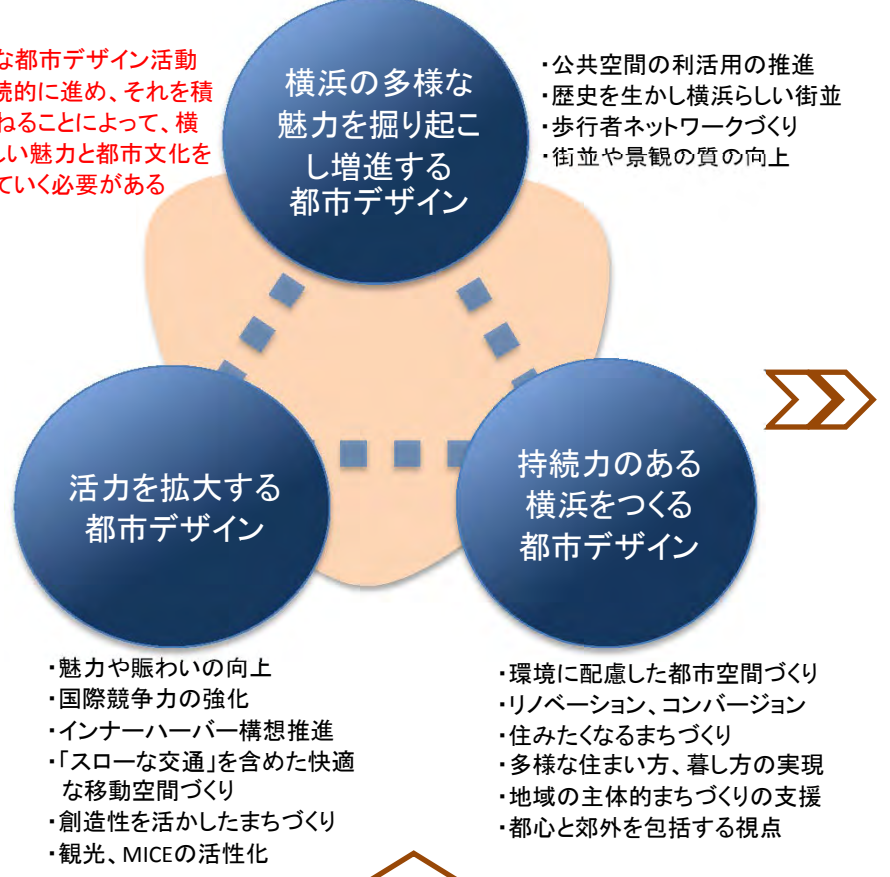 な都市デザイン活動
続的に進め、それを積
ねることによって、横
しい魅力と都市文化を
ていく必要がある
横浜の多様な
魅力を掘り起こ
し増進する
都市デザイン
・公共空間の利活用の推進
・歴史を生かし横浜らしい街並
・歩行者ネットワークづくり
・街並や景観の質の向上
活力を拡大する
都市デザイン
持続力のある
横浜をつくる
都市デザイン
・魅力や賑わいの向上
・国際競争力の強化
・インナーハーバー構想推進
・「スローな交通」を含めた快適
な移動空間づくり
・創造性を活かしたまちづくり
・観光、MICEの活性化
・環境に配慮した都市空間づくり
・リノベーション、コンバージョン
・住みたくなるまちづくり
・多様な住まい方、暮し方の実現
・地域の主体的まちづくりの支援
・都心と郊外を包括する視点